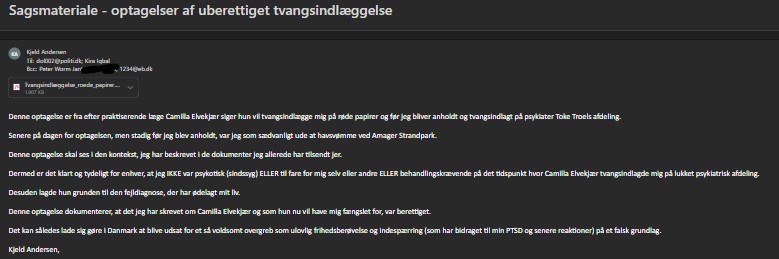 Sagsmateriale - optagelser af uberettiget tvangsindlæggelse
KA
Kjeld Andersen
Til: dol002@politi.dk; Kira Iqbal
Bcc: Peter Worm Jan 1234@eb.dk
Tvangsindlæggelse_roede_papirer....
1.907 KB
Denne optagelse er fra efter praktiserende læge Camilla Elvekjær siger hun vil tvangsindlægge mig på røde papirer og før jeg bliver anholdt og tvangsindlagt på psykiater Toke Troels afdeling.
Senere på dagen for optagelsen, men stadig før jeg blev anholdt, var jeg som sædvanligt ude at havsvømme ved Amager Strandpark.
Denne optagelse skal ses i den kontekst, jeg har beskrevet i de dokumenter jeg allerede har tilsendt jer.
Dermed er det klart og tydeligt for enhver, at jeg IKKE var psykotisk (sindssyg) ELLER til fare for mig selv eller andre ELLER behandlingskrævende på det tidspunkt hvor Camilla Elvekjær tvangsindlagde mig på lukket psykiatrisk afdeling.
Desuden lagde hun grunden til den fejldiagnose, der har ødelagt mit liv.
Denne optagelse dokumenterer, at det jeg har skrevet om Camilla Elvekjær og som hun nu vil have mig fængslet for, var berettiget.
Det kan således lade sig gøre i Danmark at blive udsat for et så voldsomt overgreb som ulovlig frihedsberøvelse og indespærring (som har bidraget til min PTSD og senere reaktioner) på et falsk grundlag.
Kjeld Andersen,